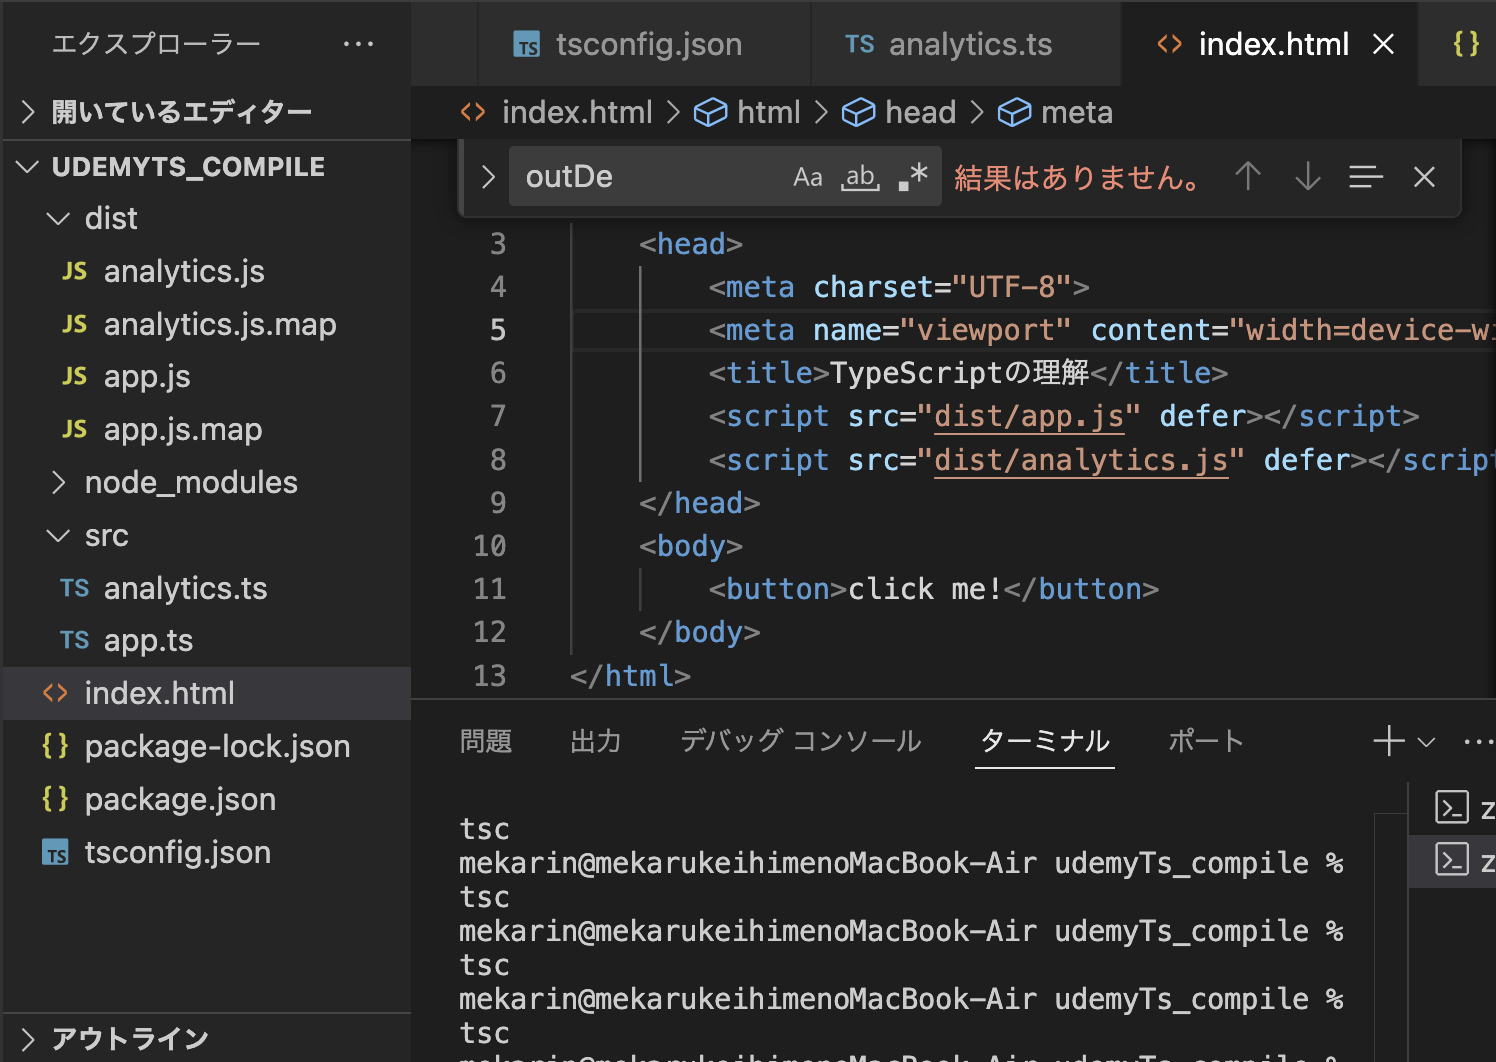 エクスプローラー ···
開いているエディター
UDEMYTS_COMPILE
dist
JS analytics.js
JS analytics.js.map
JS app.js
JS app.js.map
node_modules
src
TS analytics.ts
TS app.ts
<> index.html
{} package-lock.json
{} package.json
TS tsconfig.json
アウトライン
TS tsconfig.json
TS analytics.ts
<> index.html ×
{}
<> index.html > html > head > meta
outDe Aa ab .* 結果はありません。
3 <head>
4 <meta charset="UTF-8">
5 <meta name="viewport" content="width=device-wi
6 <title>TypeScriptの理解</title>
7 <script src="dist/app.js" defer></script>
8 <script src="dist/analytics.js" defer></script
9 </head>
10 <body>
11 <button>click me!</button>
12 </body>
13 </html>
問題 出力 デバッグ コンソール ターミナル ポート
tsc
mekarin@mekarukeihimenoMacBook-Air udemyTs_compile %
tsc
mekarin@mekarukeihimenoMacBook-Air udemyTs_compile %
tsc
mekarin@mekarukeihimenoMacBook-Air udemyTs_compile %
tsc
z
z